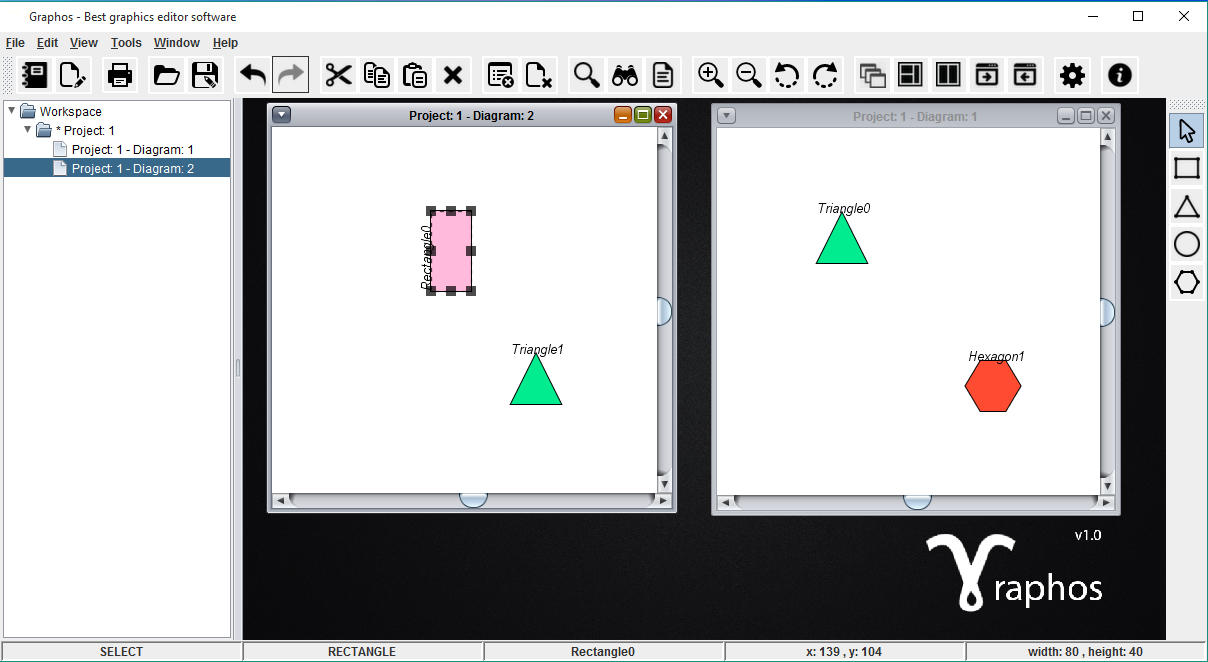 Graphos - Best graphics editor software
File Edit View Tools Window Help
Workspace
* Project: 1
Project: 1 - Diagram: 1
Project: 1 - Diagram: 2
Project: 1 - Diagram: 2
Rectangle0
Triangle1
Project: 1 - Diagram: 1
Triangle0
Hexagon1
v1.0
raphos
SELECT RECTANGLE Rectangle0 x: 139 , y: 104 width: 80 , height: 40